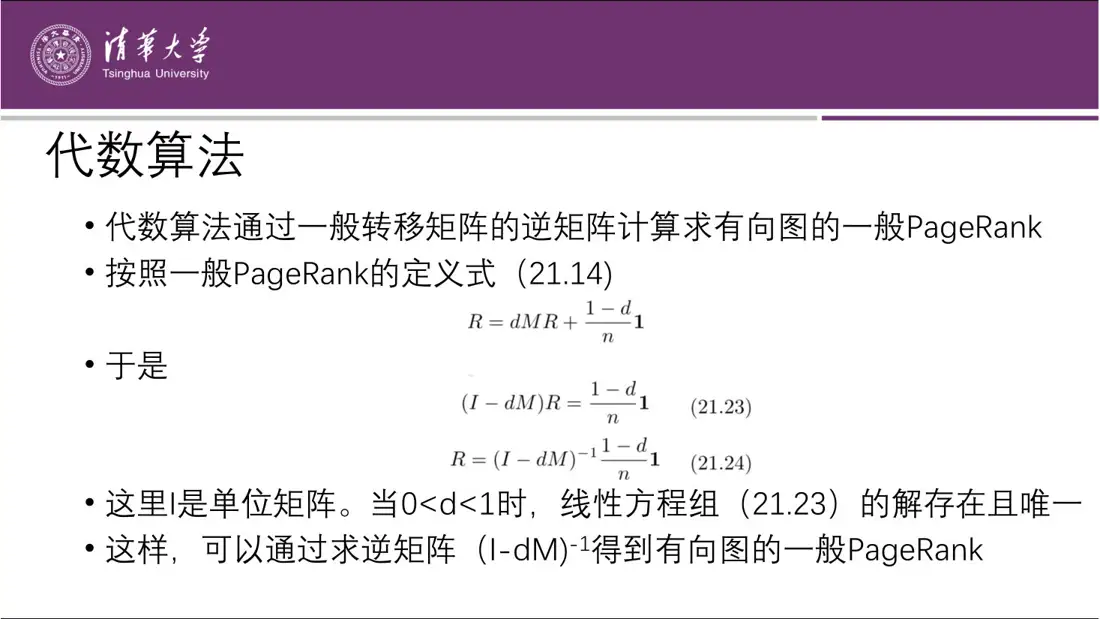 清华大学
Tsinghua University
代数算法
• 代数算法通过一般转移矩阵的逆矩阵计算求有向图的一般PageRank
• 按照一般PageRank的定义式（21.14)
R = dMR + \frac{1-d}{n} 1
• 于是
(I - dM)R = \frac{1-d}{n} 1 (21.23)
R = (I - dM)^{-1} \frac{1-d}{n} 1 (21.24)
• 这里I是单位矩阵。当0<d<1时，线性方程组（21.23）的解存在且唯一
• 这样，可以通过求逆矩阵（I-dM)^{-1}得到有向图的一般PageRank